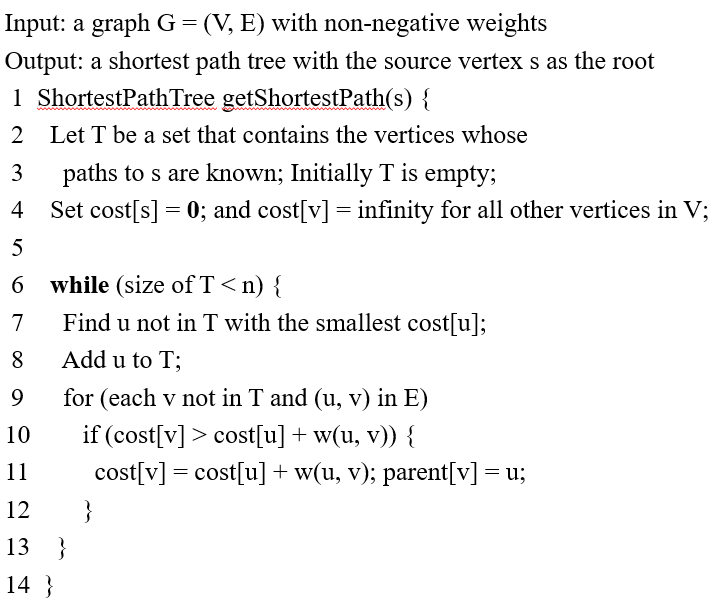 Input: a graph G = (V, E) with non-negative weights
Output: a shortest path tree with the source vertex s as the root
1 ShortestPathTree getShortestPath(s) {
2 Let T be a set that contains the vertices whose
3 paths to s are known; Initially T is empty;
4 Set cost[s] = 0; and cost[v] = infinity for all other vertices in V;
5
6 while (size of T < n) {
7 Find u not in T with the smallest cost[u];
8 Add u to T;
9 for (each v not in T and (u, v) in E)
10 if (cost[v] > cost[u] + w(u, v)) {
11 cost[v] = cost[u] + w(u, v); parent[v] = u;
12 }
13 }
14 }